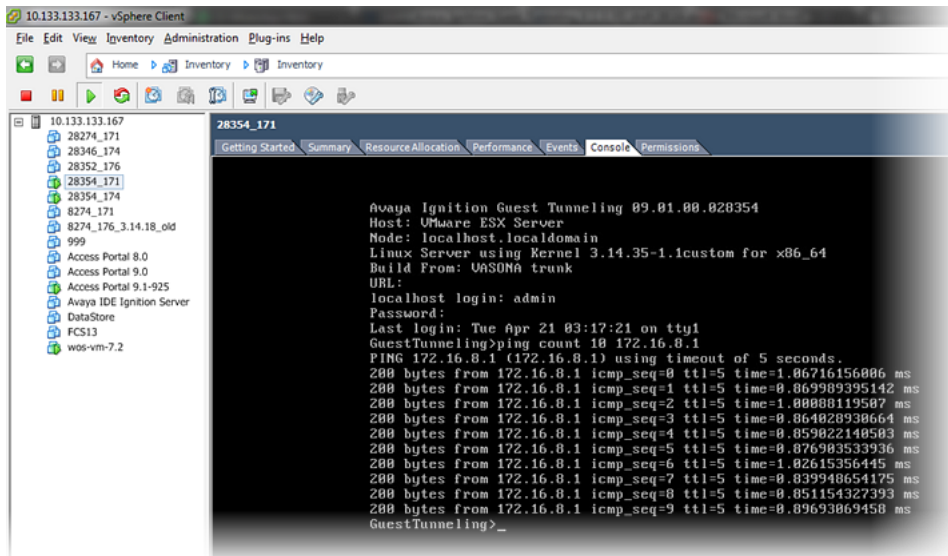 10.133.133.167 - vSphere Client
File Edit View Inventory Administration Plug-ins Help
Home Inventory Inventory
10.133.133.167
28274_171
28346_174
28352_176
28354_171
28354_174
8274_171
8274_176_3.14.18_old
999
Access Portal 8.0
Access Portal 9.0
Access Portal 9.1-925
Avaya IDE Ignition Server
DataStore
FCS13
wos-vm-7.2
28354_171
Getting Started Summary Resource Allocation Performance Events Console Permissions
Avaya Ignition Guest Tunneling 09.01.00.028354
Host: VMware ESX Server
Node: localhost.localdomain
Linux Server using Kernel 3.14.35-1.1custom for x86_64
Build From: VASONA trunk
URL:
localhost login: admin
Password:
Last login: Tue Apr 21 03:17:21 on tty1
GuestTunneling>ping count 10 172.16.8.1
PING 172.16.8.1 (172.16.8.1) using timeout of 5 seconds.
200 bytes from 172.16.8.1 icmp_seq=0 ttl=5 time=1.06716156006 ms
200 bytes from 172.16.8.1 icmp_seq=1 ttl=5 time=0.869989395142 ms
200 bytes from 172.16.8.1 icmp_seq=2 ttl=5 time=1.00088119507 ms
200 bytes from 172.16.8.1 icmp_seq=3 ttl=5 time=0.864028930664 ms
200 bytes from 172.16.8.1 icmp_seq=4 ttl=5 time=0.859022140503 ms
200 bytes from 172.16.8.1 icmp_seq=5 ttl=5 time=0.876903533936 ms
200 bytes from 172.16.8.1 icmp_seq=6 ttl=5 time=1.02615356445 ms
200 bytes from 172.16.8.1 icmp_seq=7 ttl=5 time=0.839948654175 ms
200 bytes from 172.16.8.1 icmp_seq=8 ttl=5 time=0.851154327393 ms
200 bytes from 172.16.8.1 icmp_seq=9 ttl=5 time=0.89693069458 ms
GuestTunneling>_